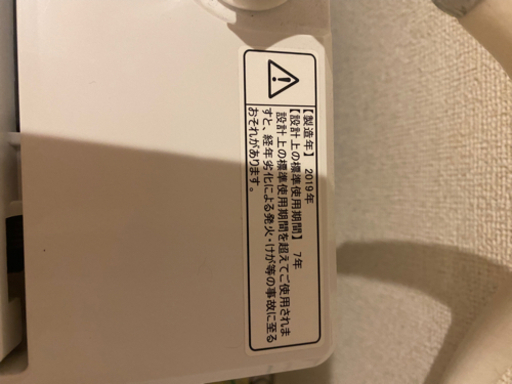 【製造年】 2019年
【設計上の標準使用期間】 7年
設計上の標準使用期間を超えてご使用されま
すと、経年劣化による発火・けが等の事故に至る
おそれがあります。